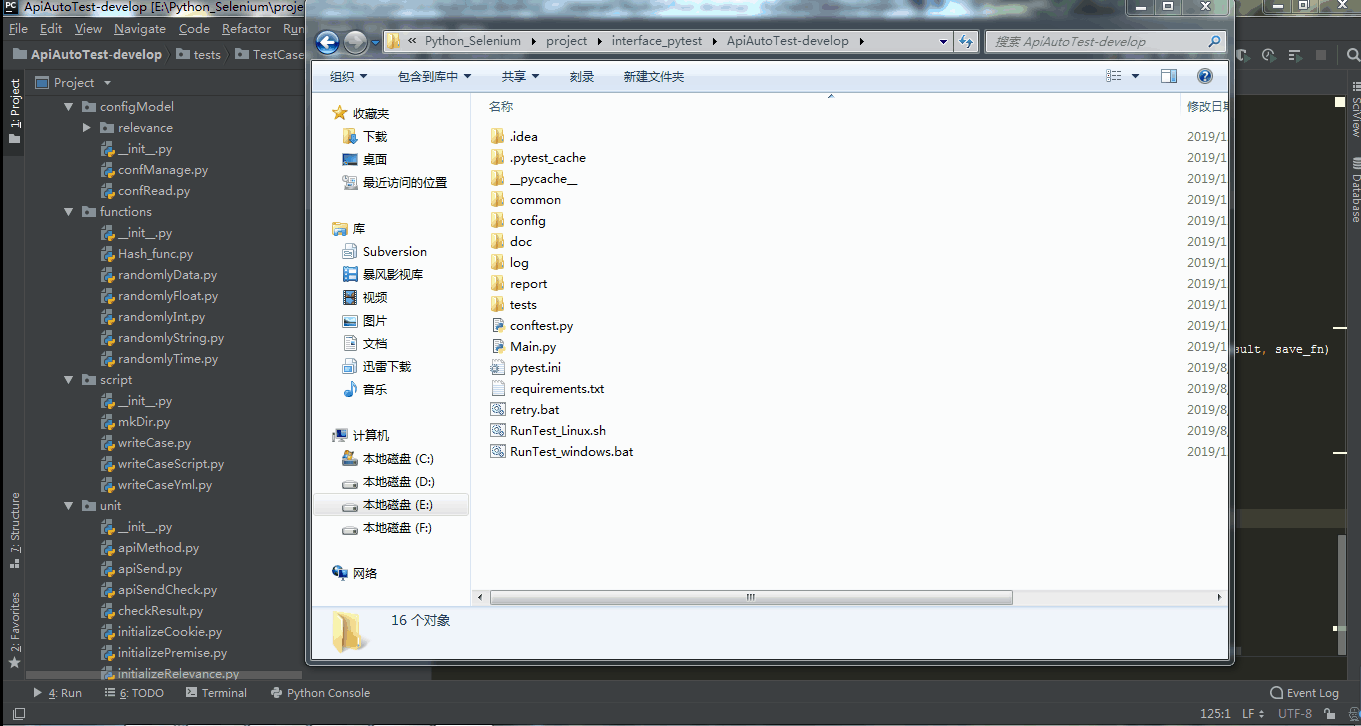 ApiAutoTest-develop [E:\Python_Selenium\proje
File Edit View Navigate Code Refactor Run
ApiAutoTest-develop tests TestCase
1: Project
Project
configModel
relevance
__init__.py
confManage.py
confRead.py
functions
__init__.py
Hash_func.py
randomlyData.py
randomlyFloat.py
randomlyInt.py
randomlyString.py
randomlyTime.py
script
__init__.py
mkDir.py
writeCase.py
writeCaseScript.py
writeCaseYml.py
unit
__init__.py
apiMethod.py
apiSend.py
apiSendCheck.py
checkResult.py
initializeCookie.py
initializePremise.py
initializeRelevance.py
7: Structure
2: Favorites
« Python_Selenium project interface_pytest ApiAutoTest-develop
搜索 ApiAutoTest-develop
组织 包含到库中 共享 刻录 新建文件夹
收藏夹
下载
桌面
最近访问的位置
库
Subversion
暴风影视库
视频
图片
文档
迅雷下载
音乐
计算机
本地磁盘 (C:)
本地磁盘 (D:)
本地磁盘 (E:)
本地磁盘 (F:)
网络
名称 修改日期
.idea 2019/1
.pytest_cache 2019/1
__pycache__ 2019/1
common 2019/1
config 2019/1
doc 2019/1
log 2019/1
report 2019/1
tests 2019/1
conftest.py 2019/1
Main.py 2019/1
pytest.ini 2019/8
requirements.txt 2019/8
retry.bat 2019/8
RunTest_Linux.sh 2019/8
RunTest_windows.bat 2019/1
16 个对象
sult, save_fn)
SciView
Database
4: Run 6: TODO Terminal Python Console Event Log
125:1 LF UTF-8